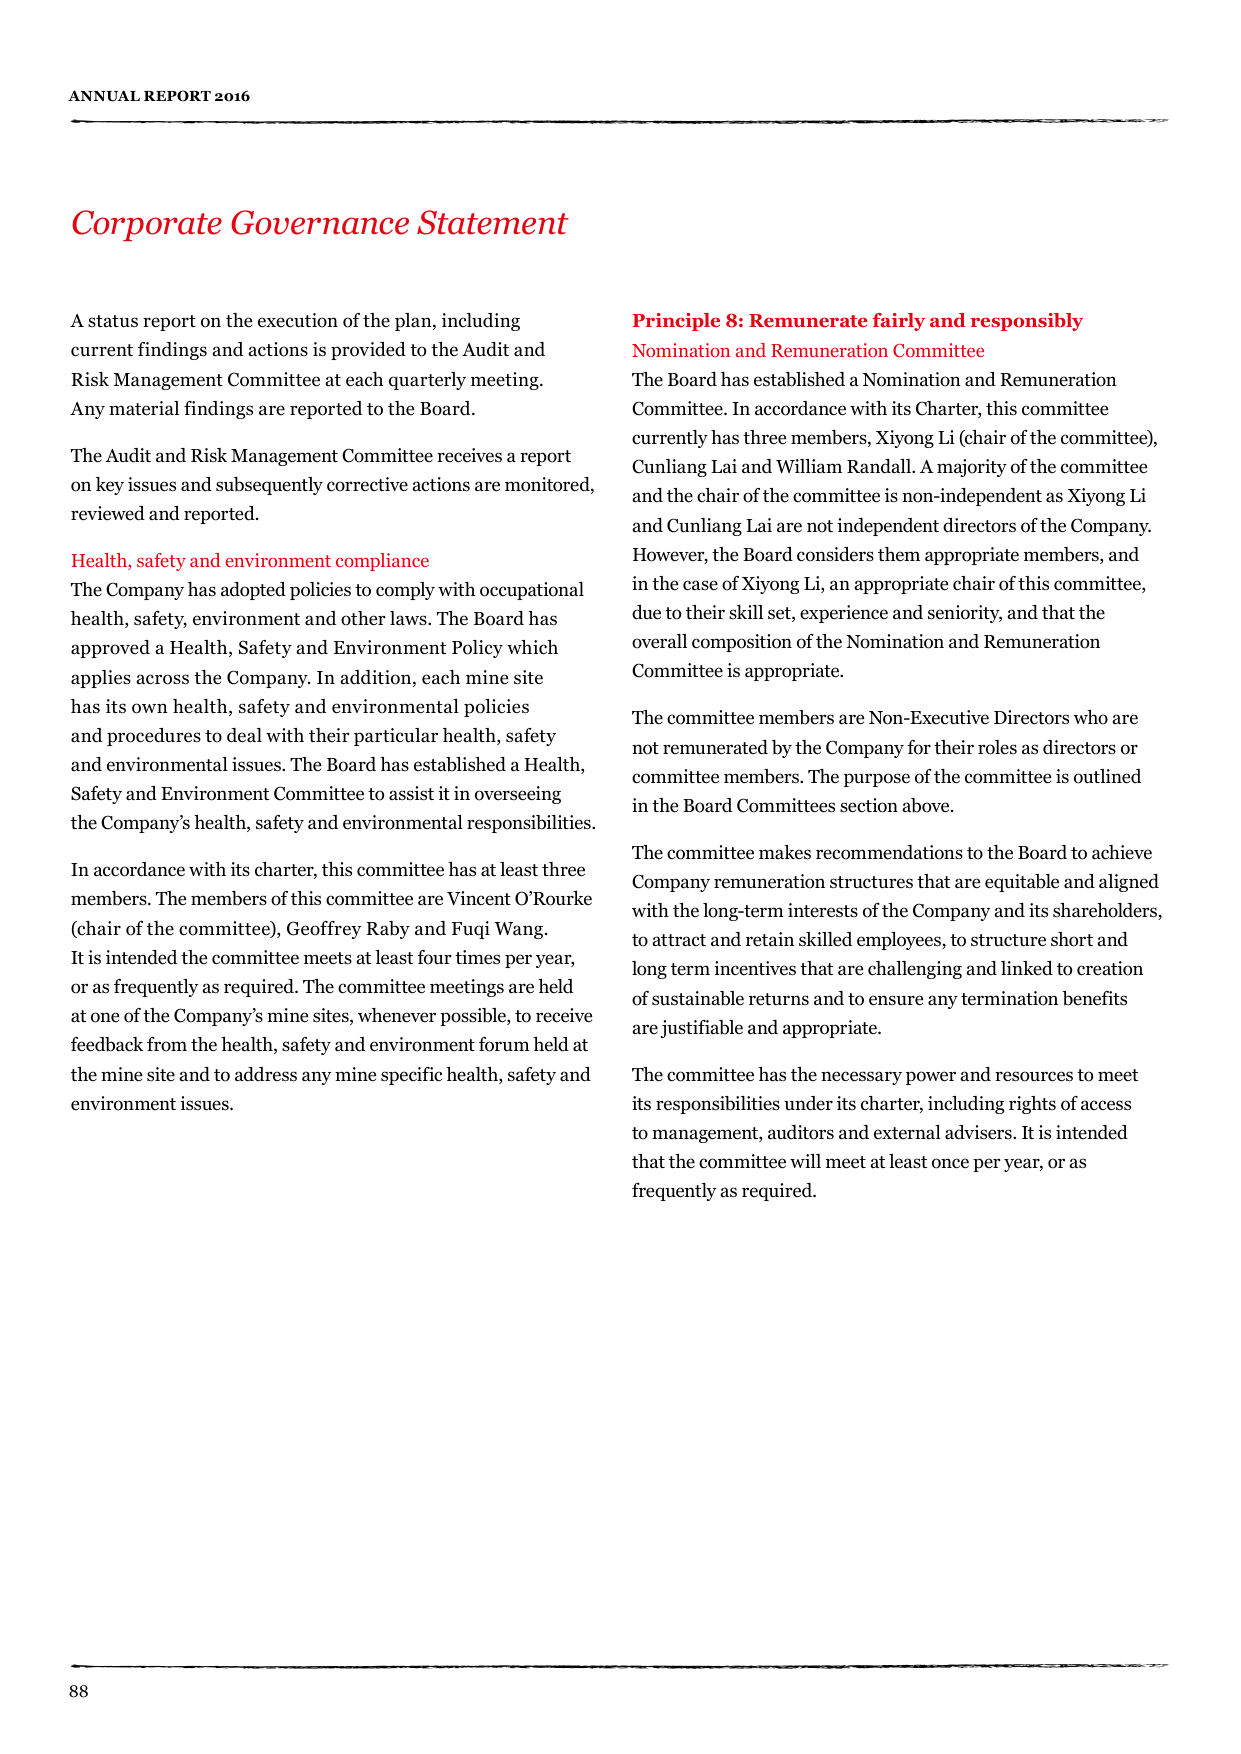 ANNUAL REPORT 2016
Corporate Governance Statement
A status report on the execution of the plan, including
current findings and actions is provided to the Audit and
Risk Management Committee at each quarterly meeting.
Any material findings are reported to the Board.
The Audit and Risk Management Committee receives a report
on key issues and subsequently corrective actions are monitored,
reviewed and reported.
Health, safety and environment compliance
The Company has adopted policies to comply with occupational
health, safety, environment and other laws. The Board has
approved a Health, Safety and Environment Policy which
applies across the Company. In addition, each mine site
has its own health, safety and environmental policies
and procedures to deal with their particular health, safety
and environmental issues. The Board has established a Health,
Safety and Environment Committee to assist it in overseeing
the Company’s health, safety and environmental responsibilities.
In accordance with its charter, this committee has at least three
members. The members of this committee are Vincent O’Rourke
(chair of the committee), Geoffrey Raby and Fuqi Wang.
It is intended the committee meets at least four times per year,
or as frequently as required. The committee meetings are held
at one of the Company’s mine sites, whenever possible, to receive
feedback from the health, safety and environment forum held at
the mine site and to address any mine specific health, safety and
environment issues.
Principle 8: Remunerate fairly and responsibly
Nomination and Remuneration Committee
The Board has established a Nomination and Remuneration
Committee. In accordance with its Charter, this committee
currently has three members, Xiyong Li (chair of the committee),
Cunliang Lai and William Randall. A majority of the committee
and the chair of the committee is non-independent as Xiyong Li
and Cunliang Lai are not independent directors of the Company.
However, the Board considers them appropriate members, and
in the case of Xiyong Li, an appropriate chair of this committee,
due to their skill set, experience and seniority, and that the
overall composition of the Nomination and Remuneration
Committee is appropriate.
The committee members are Non-Executive Directors who are
not remunerated by the Company for their roles as directors or
committee members. The purpose of the committee is outlined
in the Board Committees section above.
The committee makes recommendations to the Board to achieve
Company remuneration structures that are equitable and aligned
with the long-term interests of the Company and its shareholders,
to attract and retain skilled employees, to structure short and
long term incentives that are challenging and linked to creation
of sustainable returns and to ensure any termination benefits
are justifiable and appropriate.
The committee has the necessary power and resources to meet
its responsibilities under its charter, including rights of access
to management, auditors and external advisers. It is intended
that the committee will meet at least once per year, or as
frequently as required.
88